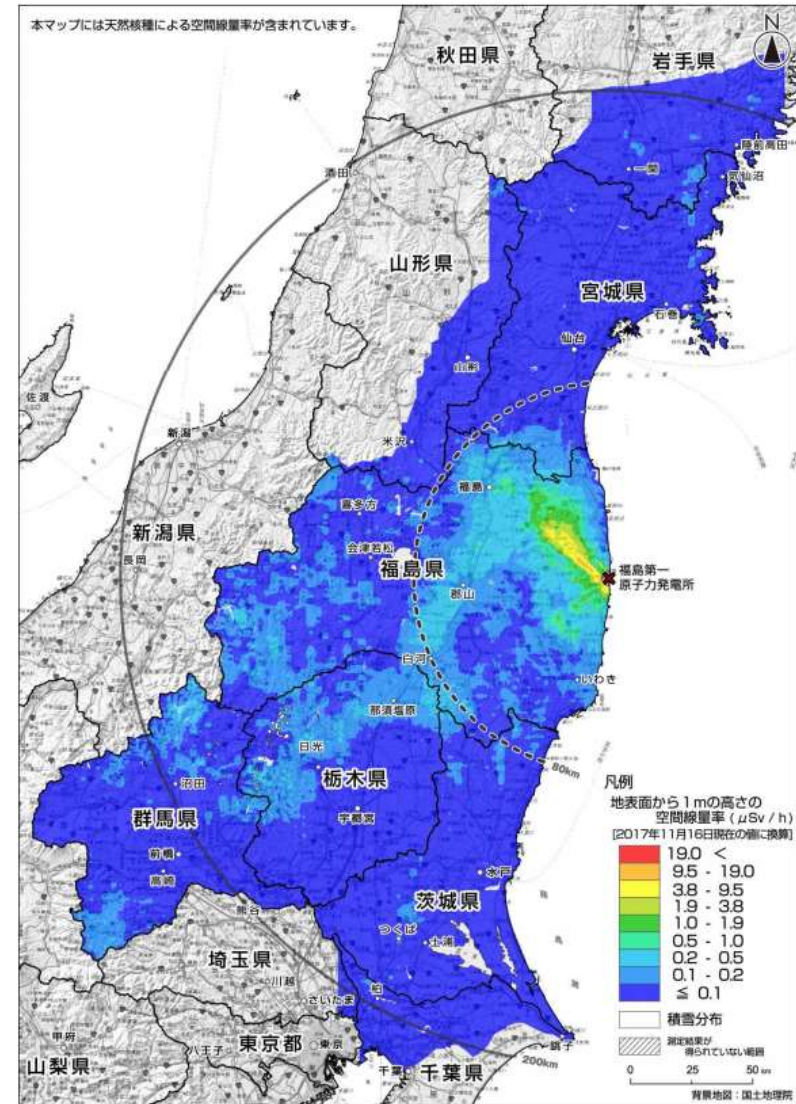 本マップには天然核種による空間線量率が含まれています。
N
秋田県
岩手県
陸前高田
酒田
一関
気仙沼
山形県
宮城県
石巻
仙台
山形
佐渡
米沢
新潟
福島
喜多方
新潟県
会津若松
長岡
福島県
福島第一
原子力発電所
郡山
白河
いわき
那須塩原
日光
80km
栃木県
沼田
群馬県
宇都宮
前橋
高崎
水戸
茨城県
熊谷
つくば
土浦
埼玉県
川越
柏
さいたま
甲府
八王子
東京都
東京
銚子
200km
山梨県
千葉
千葉県
凡例
地表面から1mの高さの
空間線量率 (μSv / h)
[2017年11月16日現在の値に換算]
19.0 <
9.5 - 19.0
3.8 - 9.5
1.9 - 3.8
1.0 - 1.9
0.5 - 1.0
0.2 - 0.5
0.1 - 0.2
≦ 0.1
積雪分布
測定結果が
得られていない範囲
0 25 50 km
背景地図:国土地理院